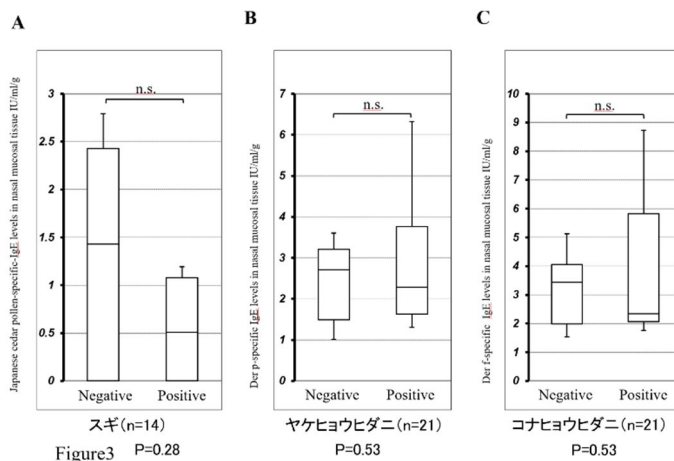 A
Japanese cedar pollen-specific-IgE levels in nasal mucosal tissue IU/ml/g
3
2.5
2
1.5
1
0.5
0
n.s.
Negative Positive
スギ(n=14)
Figure3 P=0.28
B
Der p-specific IgE levels in nasal mucosal tissue IU/ml/g
7
6
5
4
3
2
1
0
n.s.
Negative Positive
ヤケヒョウヒダニ(n=21)
P=0.53
C
Der f-specific IgE levels in nasal mucosal tissue IU/ml/g
10
9
8
7
6
5
4
3
2
1
0
n.s.
Negative Positive
コナヒョウヒダニ(n=21)
P=0.53